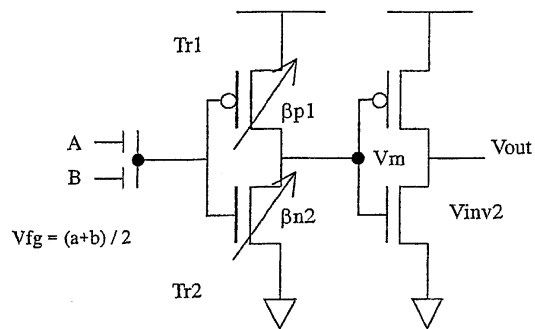 Tr1
βp1
A
B
Vm
Vout
βn2
Vinv2
Vfg = (a+b) / 2
Tr2